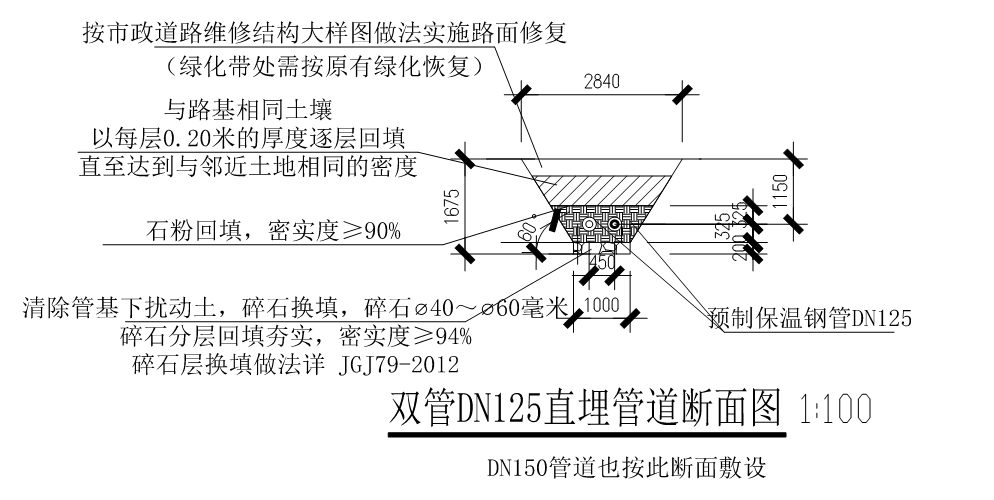 按市政道路维修结构大样图做法实施路面修复
（绿化带处需按原有绿化恢复）
2840
与路基相同土壤
以每层0.20米的厚度逐层回填
直至达到与邻近土地相同的密度
1675
1150
325
325
200
60°
石粉回填，密实度≥90%
450
1000
清除管基下扰动土，碎石换填，碎石⌀40～⌀60毫米
碎石分层回填夯实，密实度≥94%
碎石层换填做法详 JGJ79-2012
预制保温钢管DN125
双管DN125直埋管道断面图 1:100
DN150管道也按此断面敷设